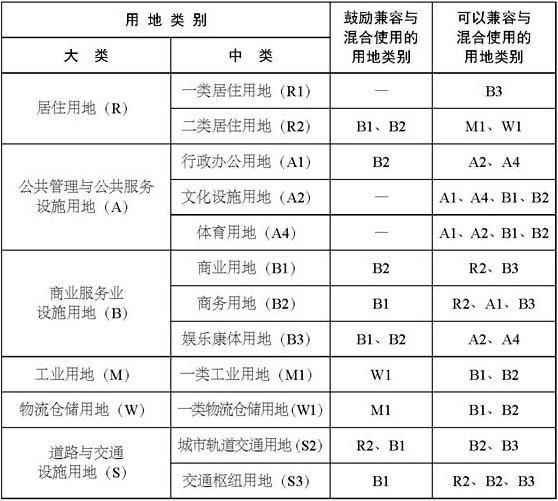 用地类别 鼓励兼容与混合使用的用地类别 可以兼容与混合使用的用地类别
大类 中类
居住用地（R） 一类居住用地（R1） — B3
二类居住用地（R2） B1、B2 M1、W1
公共管理与公共服务设施用地（A） 行政办公用地（A1） B2 A2、A4
文化设施用地（A2） — A1、A4、B1、B2
体育用地（A4） — A1、A2、B1、B2
商业服务业设施用地（B） 商业用地（B1） B2 R2、B3
商务用地（B2） B1 R2、A1、B3
娱乐康体用地（B3） B1、B2 A2、A4
工业用地（M） 一类工业用地（M1） W1 B1、B2
物流仓储用地（W） 一类物流仓储用地（W1） M1 B1、B2
道路与交通设施用地（S） 城市轨道交通用地（S2） R2、B1 B2、B3
交通枢纽用地（S3） B1 R2、B2、B3